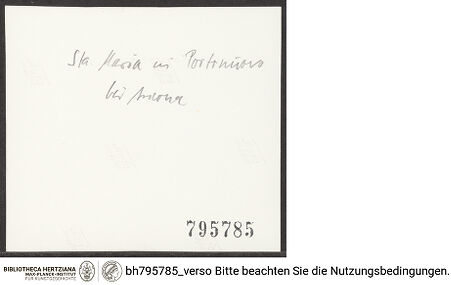 Sta Maria in Portonuovo
bei Ancona
795785
BIBLIOTHECA HERTZIANA
MAX-PLANCK-INSTITUT
FÜR KUNSTGESCHICHTE
bh795785_verso Bitte beachten Sie die Nutzungsbedingungen.